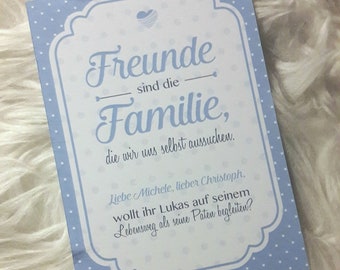 Freunde
sind die
Familie,
die wir uns selbst aussuchen.
Liebe Michele, lieber Christoph,
wollt ihr Lukas auf seinem
Lebensweg als seine Paten begleiten?